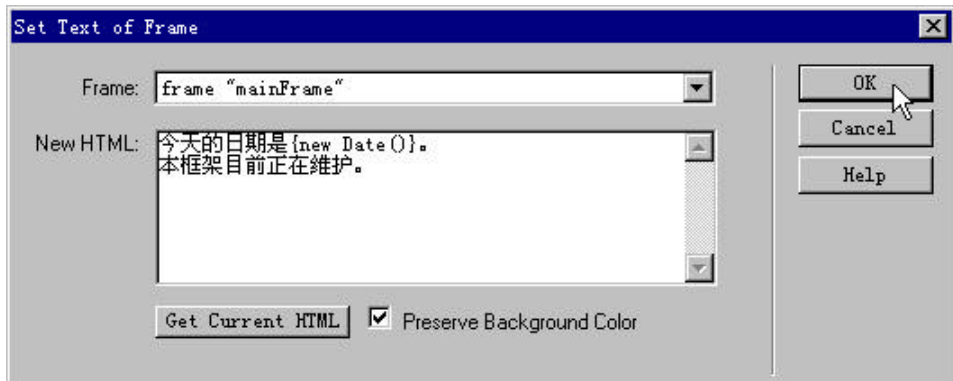 Set Text of Frame
Frame: frame "mainFrame"
OK
New HTML: 今天的日期是{new Date()}。
本框架目前正在维护。
Cancel
Help
Get Current HTML Preserve Background Color